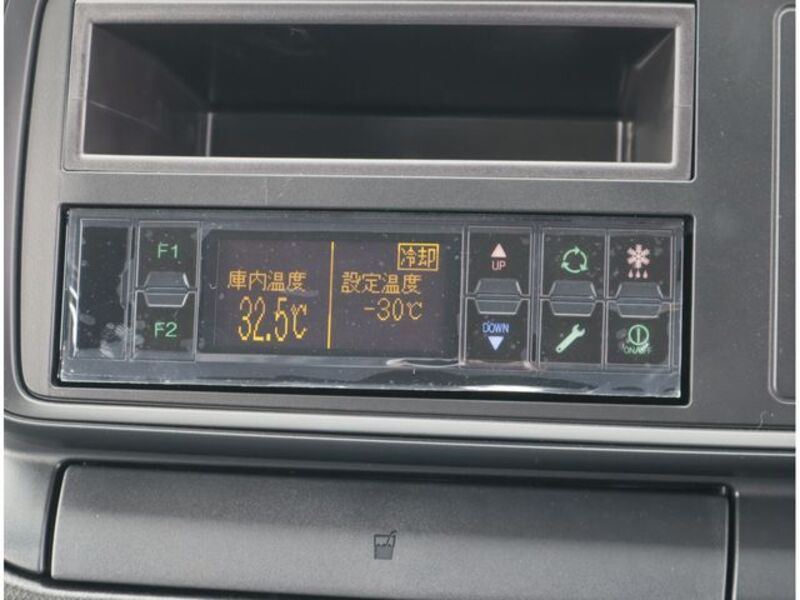 F1
F2
冷却
庫内温度
32.5℃
設定温度
-30℃
UP
DOWN
ON/OFF